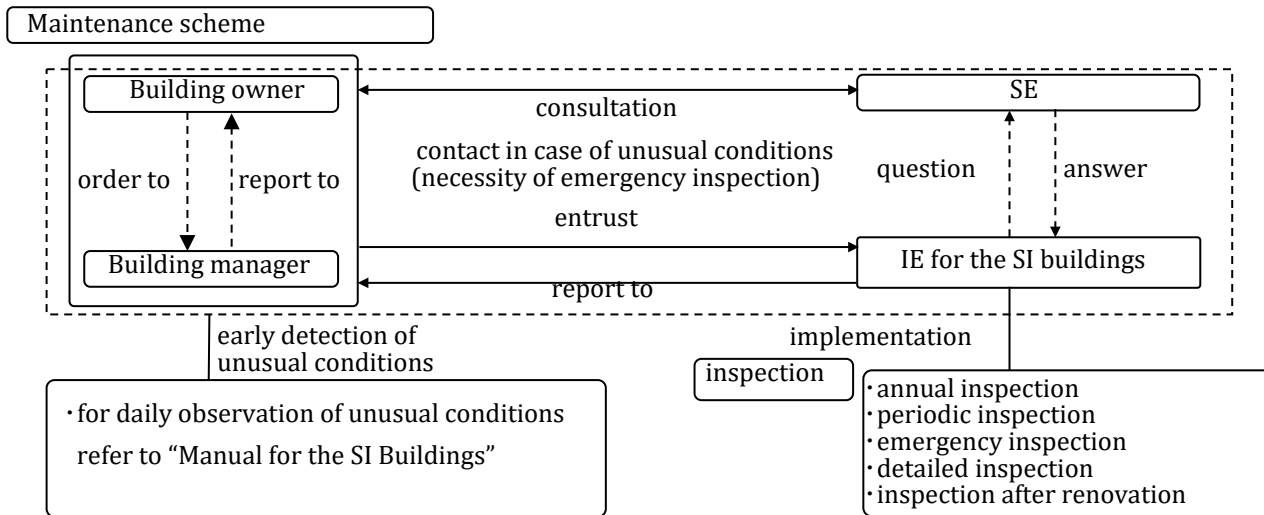 Maintenance scheme
Building owner
SE
consultation
contact in case of unusual conditions
(necessity of emergency inspection)
order to
report to
question
answer
entrust
Building manager
IE for the SI buildings
report to
early detection of
unusual conditions
implementation
inspection
・for daily observation of unusual conditions
refer to “Manual for the SI Buildings”
・annual inspection
・periodic inspection
・emergency inspection
・detailed inspection
・inspection after renovation